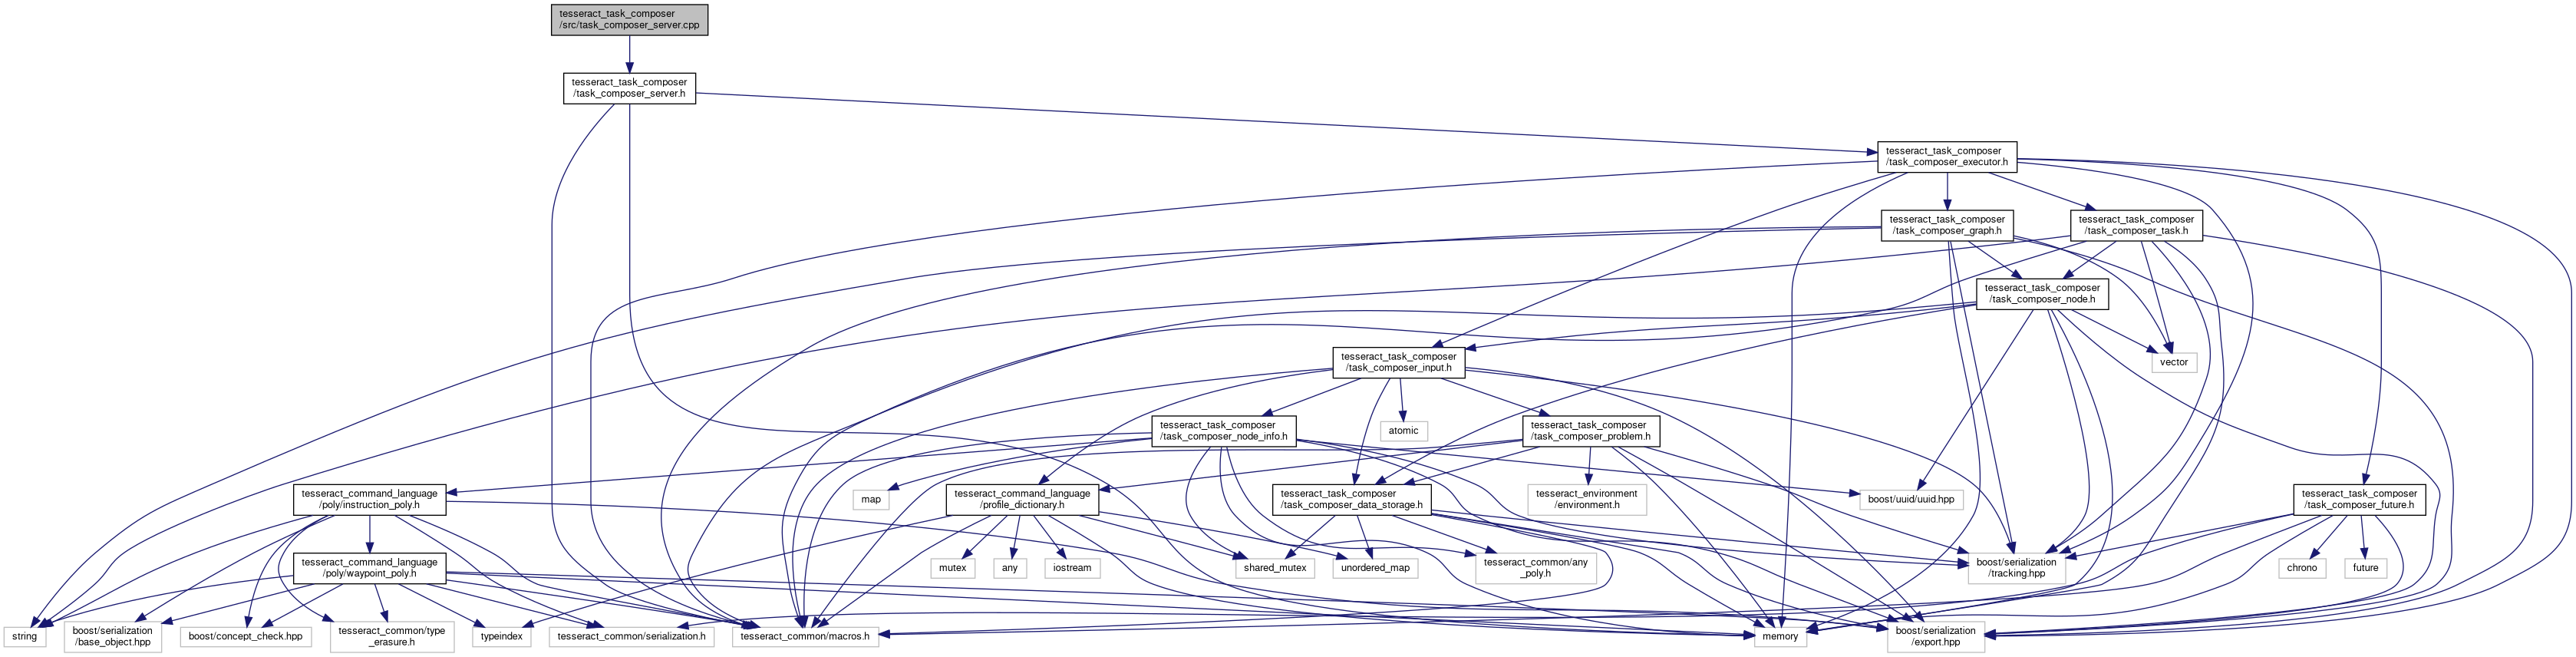 tesseract_task_composer
/src/task_composer_server.cpp
tesseract_task_composer
/task_composer_server.h
tesseract_task_composer
/task_composer_executor.h
tesseract_task_composer
/task_composer_graph.h
tesseract_task_composer
/task_composer_task.h
tesseract_task_composer
/task_composer_node.h
tesseract_task_composer
/task_composer_input.h
vector
tesseract_task_composer
/task_composer_node_info.h
atomic
tesseract_task_composer
/task_composer_problem.h
tesseract_command_language
/poly/instruction_poly.h
map
tesseract_command_language
/profile_dictionary.h
tesseract_task_composer
/task_composer_data_storage.h
tesseract_environment
/environment.h
boost/uuid/uuid.hpp
tesseract_task_composer
/task_composer_future.h
tesseract_command_language
/poly/waypoint_poly.h
mutex
any
iostream
shared_mutex
unordered_map
tesseract_common/any
_poly.h
boost/serialization
/tracking.hpp
chrono
future
string
boost/serialization
/base_object.hpp
boost/concept_check.hpp
tesseract_common/type
_erasure.h
typeindex
tesseract_common/serialization.h
tesseract_common/macros.h
memory
boost/serialization
/export.hpp